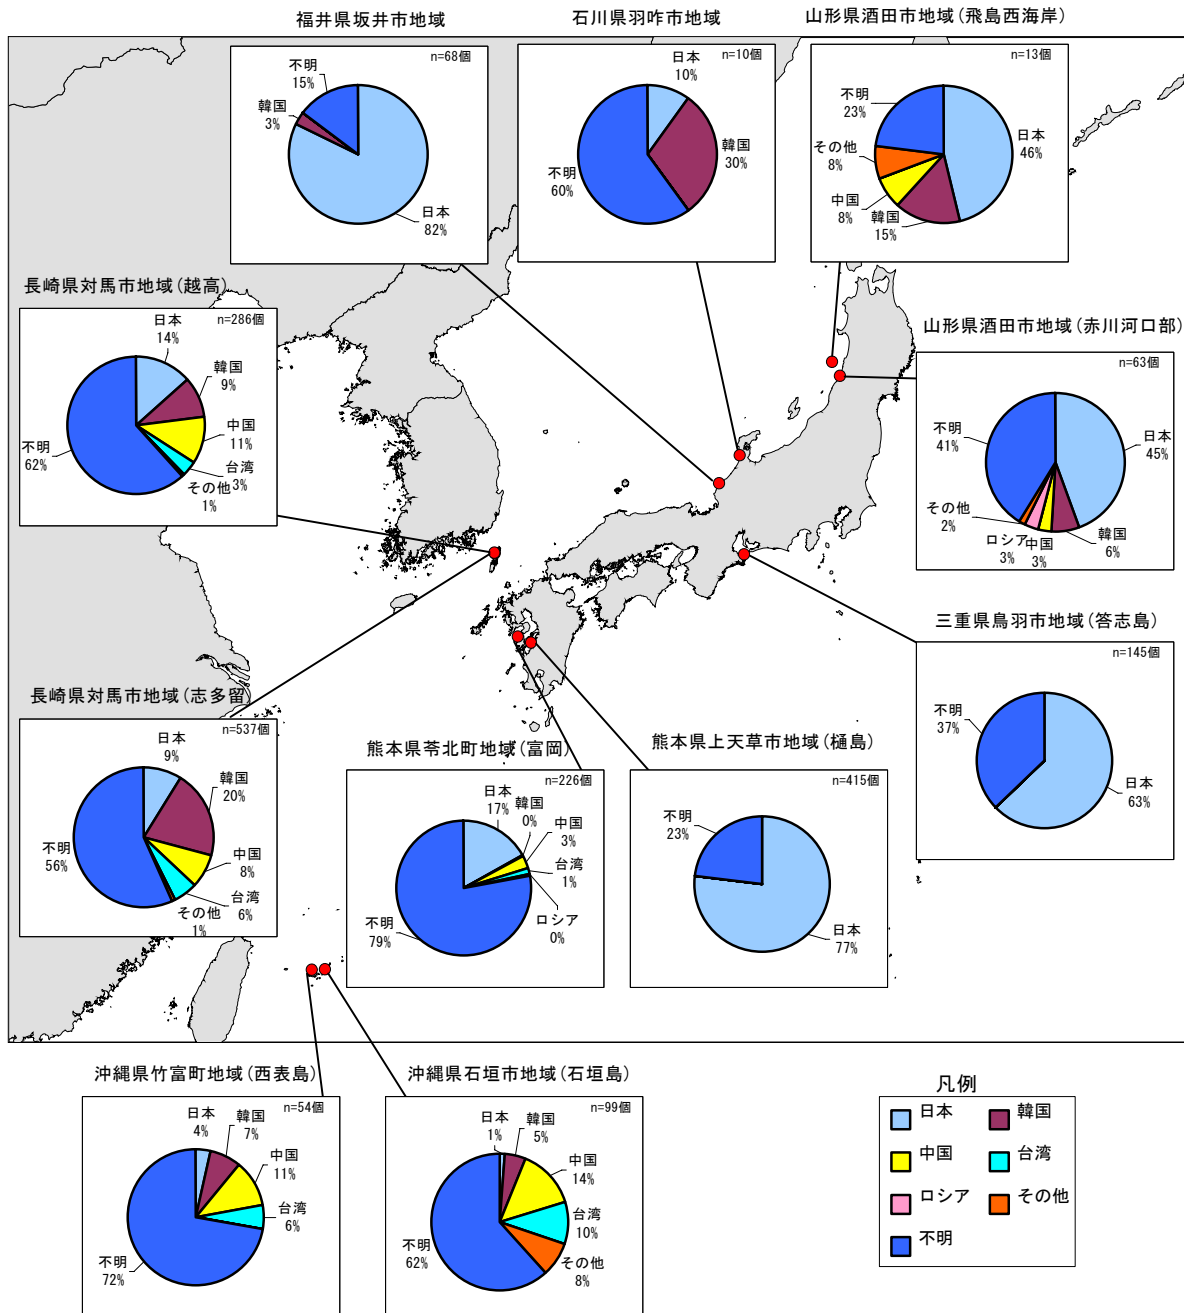 福井県坂井市地域
n=68個
不明
15%
韓国
3%
日本
82%
石川県羽咋市地域
n=10個
日本
10%
韓国
30%
不明
60%
山形県酒田市地域(飛島西海岸)
n=13個
不明
23%
その他
8%
中国
8%
韓国
15%
日本
46%
長崎県対馬市地域(越高)
n=286個
日本
14%
韓国
9%
中国
11%
台湾
3%
その他
1%
不明
62%
山形県酒田市地域(赤川河口部)
n=63個
不明
41%
日本
45%
その他
2%
ロシア
3%
中国
3%
韓国
6%
三重県鳥羽市地域(答志島)
n=145個
不明
37%
日本
63%
長崎県対馬市地域(志多留)
n=537個
日本
9%
韓国
20%
中国
8%
台湾
6%
その他
1%
不明
56%
熊本県苓北町地域(富岡)
n=226個
日本
17%
韓国
0%
中国
3%
台湾
1%
ロシア
0%
不明
79%
熊本県上天草市地域(樋島)
n=415個
不明
23%
日本
77%
沖縄県竹富町地域(西表島)
n=54個
日本
4%
韓国
7%
中国
11%
台湾
6%
不明
72%
沖縄県石垣市地域(石垣島)
n=99個
日本
1%
韓国
5%
中国
14%
台湾
10%
その他
8%
不明
62%
凡例
日本
韓国
中国
台湾
ロシア
その他
不明